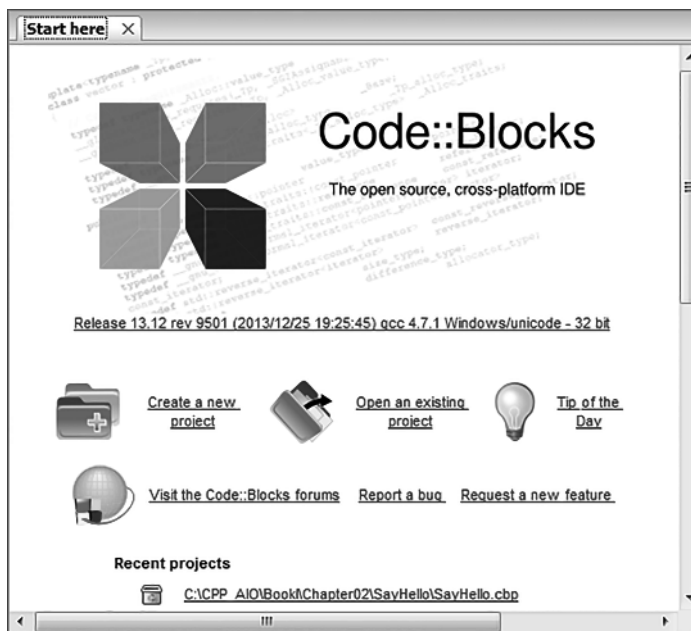 Start here
Code::Blocks
The open source, cross-platform IDE
Release 13.12 rev 9501 (2013/12/25 19:25:45) gcc 4.7.1 Windows/unicode - 32 bit
Create a new project
Open an existing project
Tip of the Day
Visit the Code::Blocks forums Report a bug Request a new feature
Recent projects
C:\CPP_AIO\BookI\Chapter02\SayHello\SayHello.cbp